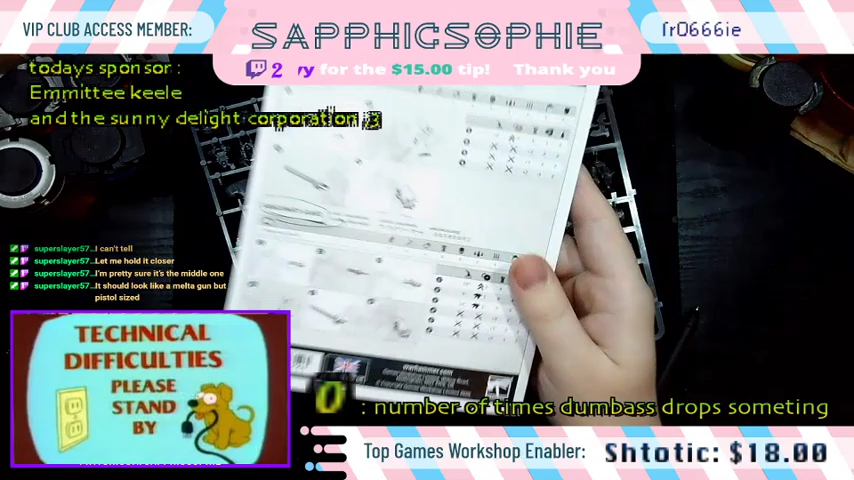 VIP CLUB ACCESS MEMBER:
SAPPHICSOPHIE
fr0666ie
2 ry for the $15.00 tip! Thank you
todays sponsor :
Emmittee keele
and the sunny delight corporation ;3
superslayer57...I can't tell
superslayer57...Let me hold it closer
superslayer57...I'm pretty sure it's the middle one
superslayer57...It should look like a melta gun but
pistol sized
TECHNICAL
DIFFICULTIES
PLEASE
STAND
BY
0 : number of times dumbass drops someting
Top Games Workshop Enabler:
Shtotic: $18.00